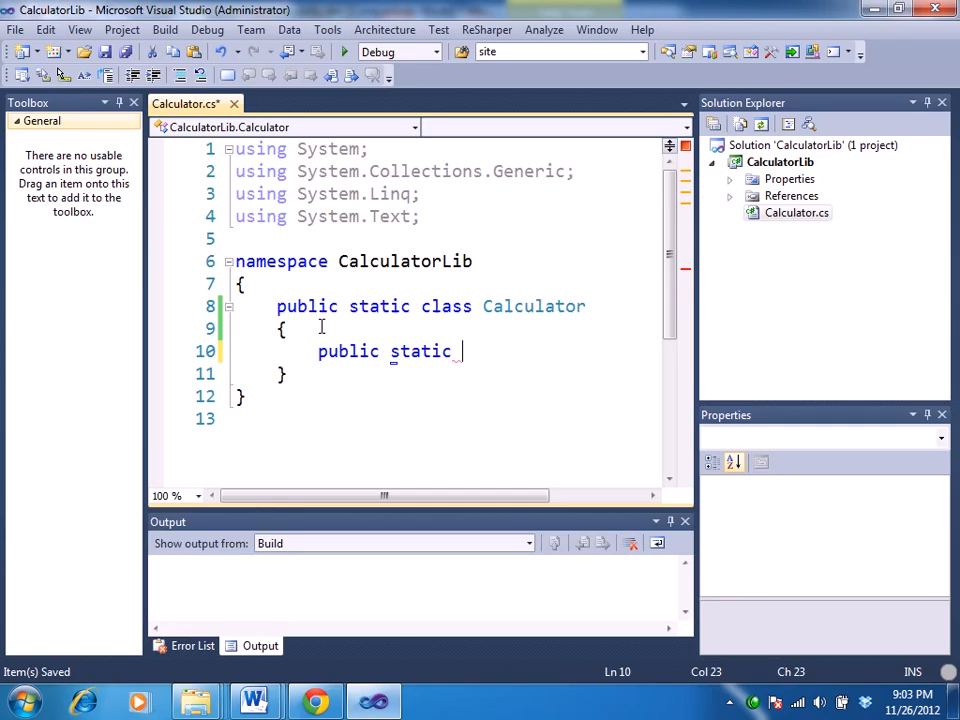 CalculatorLib - Microsoft Visual Studio (Administrator)
File Edit View Project Build Debug Team Data Tools Architecture Test ReSharper Analyze Window Help
Debug site
Toolbox
General
There are no usable
controls in this group.
Drag an item onto this
text to add it to the
toolbox.
Calculator.cs*
CalculatorLib.Calculator
1 using System;
2 using System.Collections.Generic;
3 using System.Linq;
4 using System.Text;
5
6 namespace CalculatorLib
7 {
8 public static class Calculator
9 {
10 public static
11 }
12 }
13
100 %
Output
Show output from: Build
Error List Output
Solution Explorer
Solution 'CalculatorLib' (1 project)
CalculatorLib
Properties
References
Calculator.cs
Properties
Item(s) Saved Ln 10 Col 23 Ch 23 INS
9:03 PM
11/26/2012